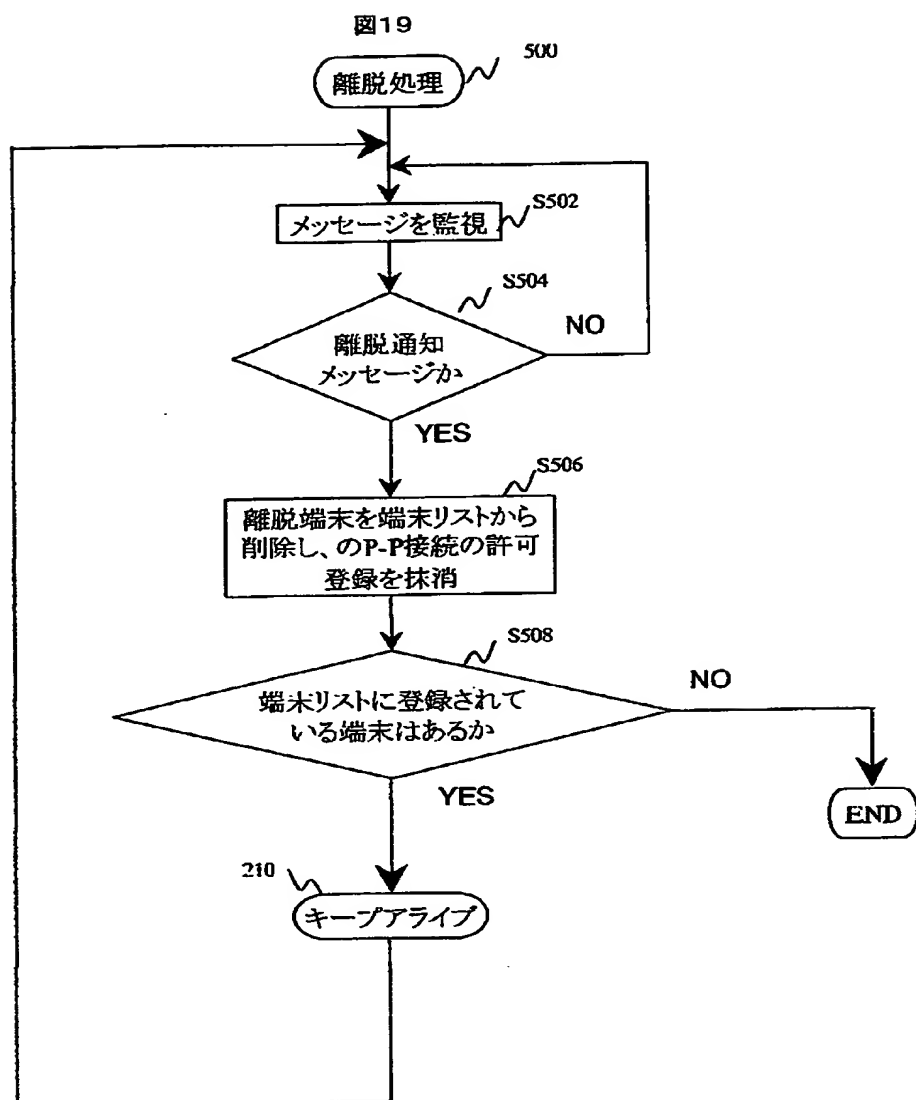 図19
500
離脱処理
メッセージを監視
S502
S504
離脱通知
メッセージか
NO
YES
S506
離脱端末を端末リストから
削除し、のP-P接続の許可
登録を抹消
S508
端末リストに登録されて
いる端末はあるか
NO
YES
END
210
キープアライブ